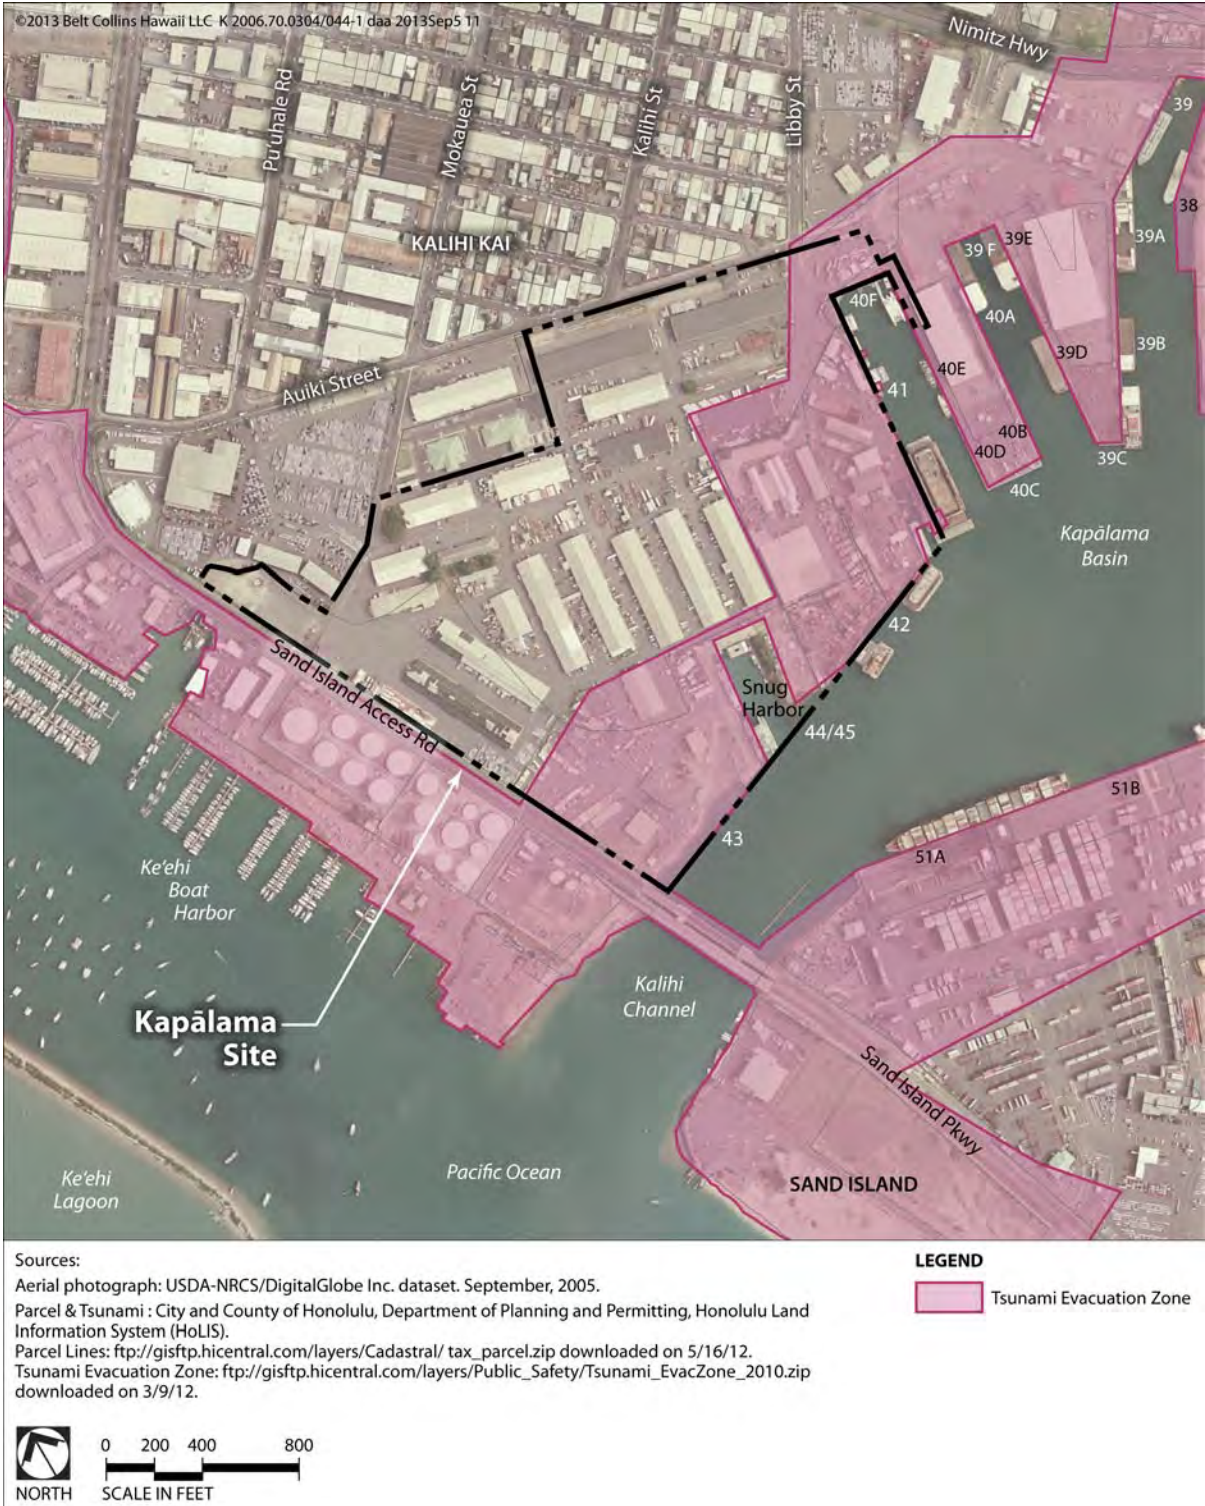 ©2013 Belt Collins Hawaii LLC K 2006.70.0304/044-1 daa 2013Sep5 11
Nimitz Hwy
Pu‘uhale Rd
Mokauea St
Kalihi St
Libby St
39
38
KALIHI KAI
39E
39 F
39A
40F
40A
39B
Auiki Street
40E
39D
41
40B
40D
39C
40C
Kapālama
Basin
42
Sand Island Access Rd
Snug
Harbor
44/45
51B
43
51A
Ke‘ehi
Boat
Harbor
Kalihi
Channel
Kapālama
Site
Sand Island Pkwy
Pacific Ocean
Ke‘ehi
Lagoon
SAND ISLAND
Sources:
Aerial photograph: USDA-NRCS/DigitalGlobe Inc. dataset. September, 2005.
Parcel & Tsunami : City and County of Honolulu, Department of Planning and Permitting, Honolulu Land
Information System (HoLIS).
Parcel Lines: ftp://gisftp.hicentral.com/layers/Cadastral/ tax_parcel.zip downloaded on 5/16/12.
Tsunami Evacuation Zone: ftp://gisftp.hicentral.com/layers/Public_Safety/Tsunami_EvacZone_2010.zip
downloaded on 3/9/12.
LEGEND
Tsunami Evacuation Zone
0 200 400 800
NORTH SCALE IN FEET